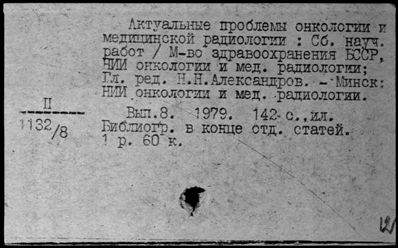 Актуальные проблемы онкологии и
медицинской радиологии : Сб. науч.
работ / М-во здравоохранения БССР,
НИИ онкологии и мед. радиологии;
Гл. ред. Н.Н.Александров. - Минск:
НИИ онкологии и мед. радиологии.
II
1132/8
Вып.8. 1979. 142 с.,ил.
Библиогр. в конце отд. статей.
1 р. 60 к.